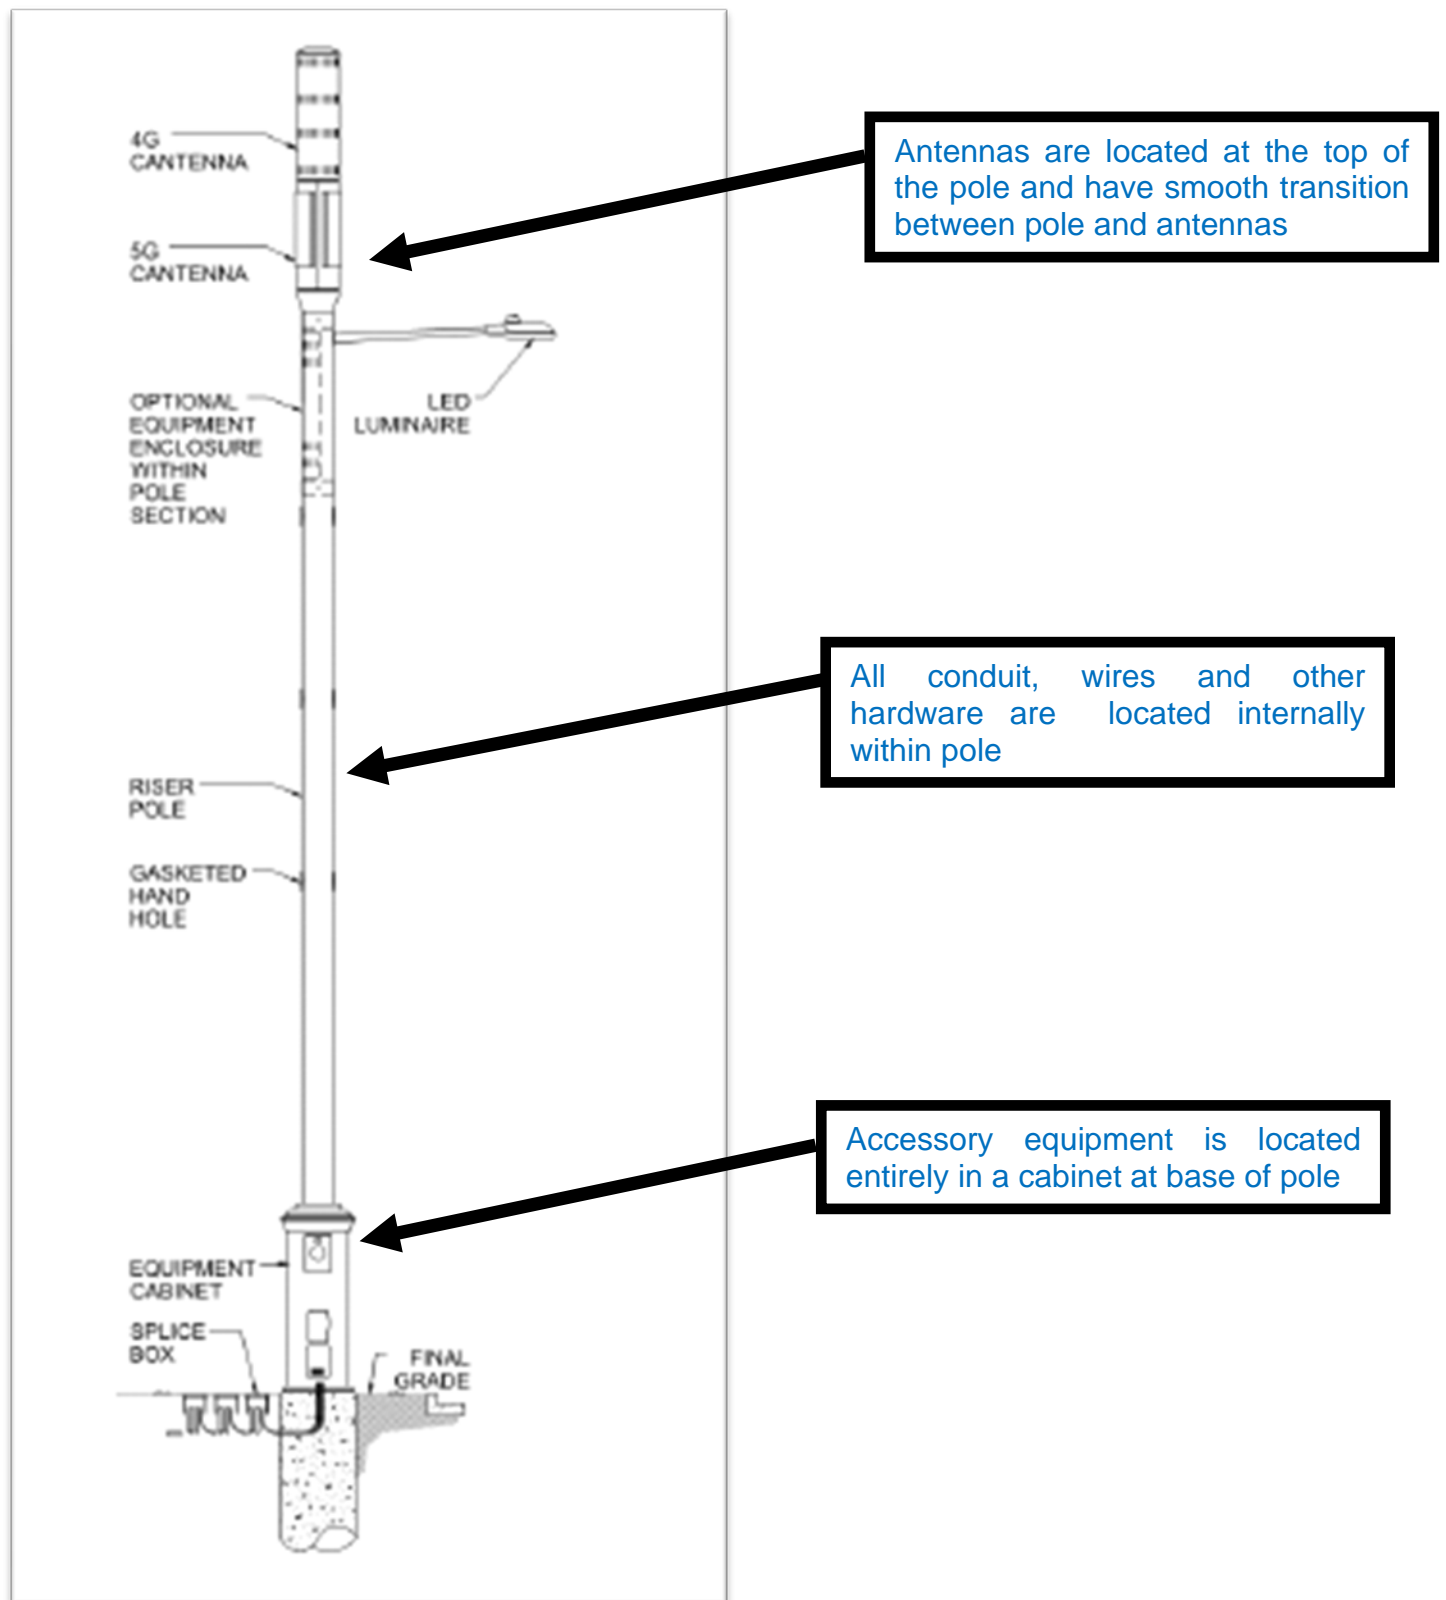 4G
CANTENNA
Antennas are located at the top of
the pole and have smooth transition
between pole and antennas
5G
CANTENNA
OPTIONAL
EQUIPMENT
ENCLOSURE
WITHIN
POLE
SECTION
LED
LUMINAIRE
All conduit, wires and other
hardware are located internally
within pole
RISER
POLE
GASKETED
HAND
HOLE
Accessory equipment is located
entirely in a cabinet at base of pole
EQUIPMENT
CABINET
SPLICE
BOX
FINAL
GRADE